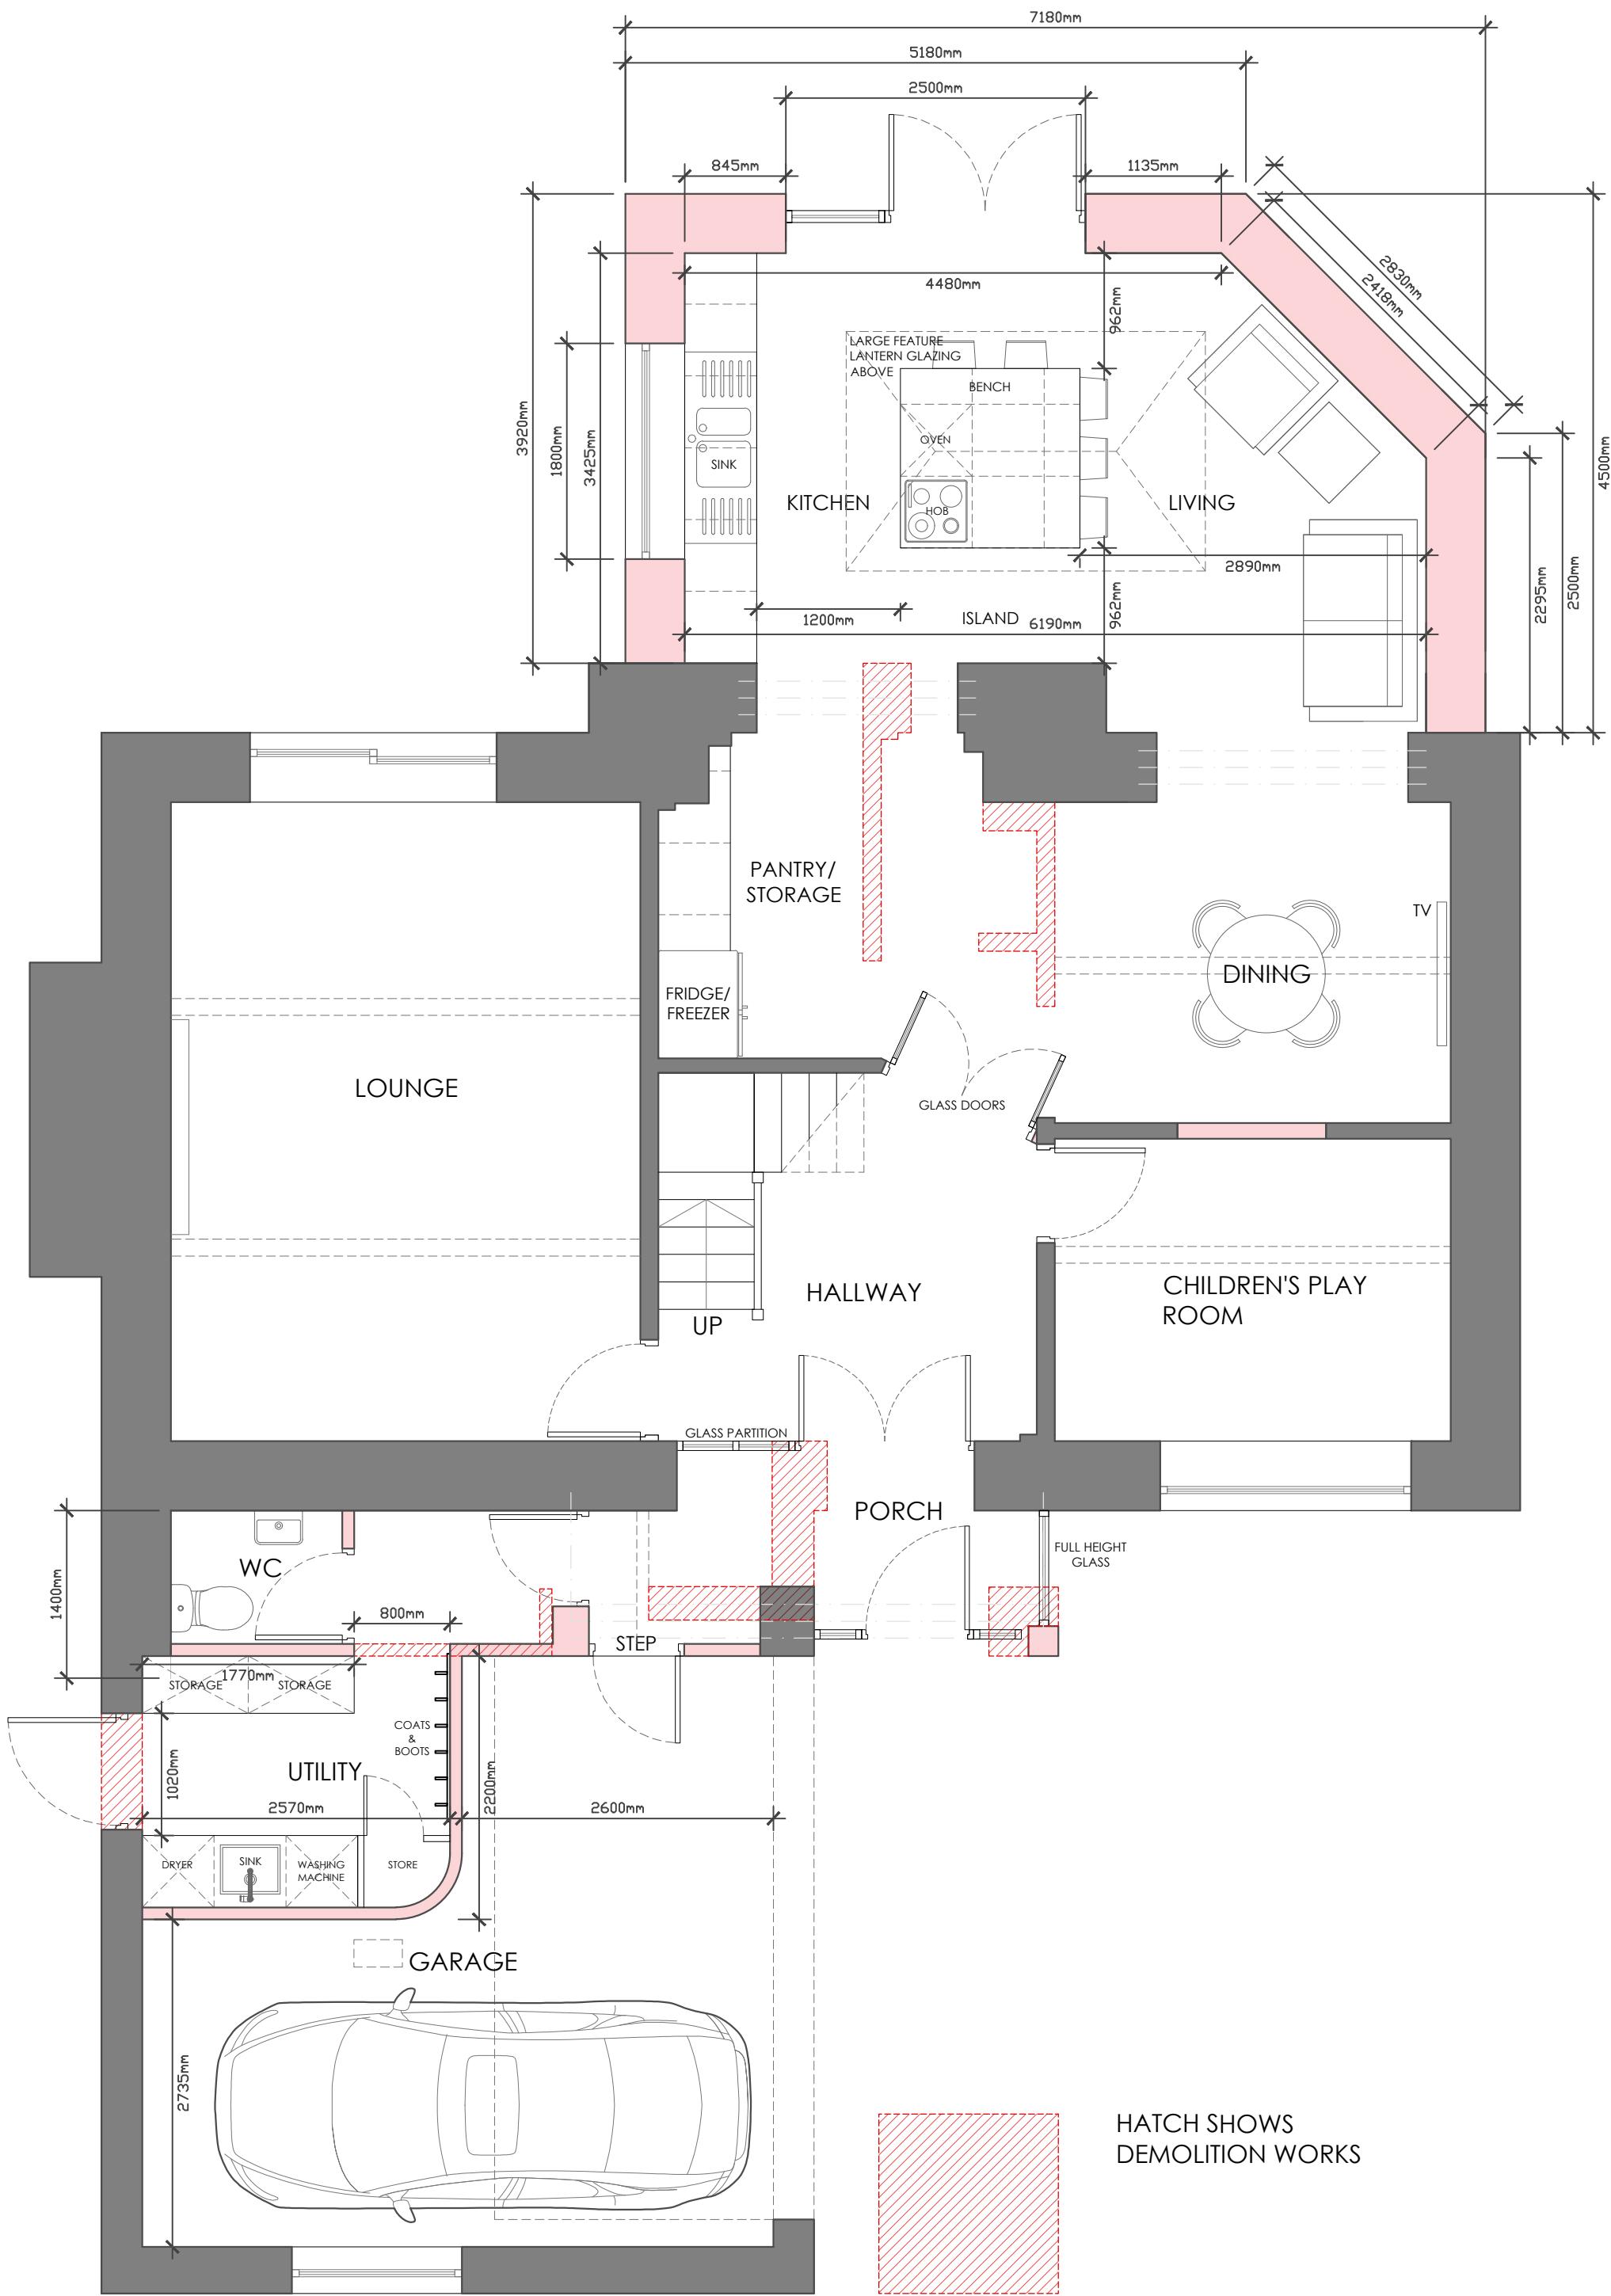 7180mm
5180mm
2500mm
845mm
1135mm
2830mm
2418mm
4480mm
962mm
LARGE FEATURE
LANTERN GLAZING
ABOVE
BENCH
3920mm
1800mm
3425mm
4500mm
OVEN
SINK
KITCHEN
HOB
LIVING
2890mm
2295mm
2500mm
1200mm
ISLAND
6190mm
962mm
PANTRY/
STORAGE
TV
DINING
FRIDGE/
FREEZER
LOUNGE
GLASS DOORS
HALLWAY
CHILDREN'S PLAY
ROOM
UP
GLASS PARTITION
PORCH
FULL HEIGHT
GLASS
WC
1400mm
800mm
STEP
1770mm
STORAGE
STORAGE
COATS
&
BOOTS
UTILITY
1020mm
2200mm
2570mm
2600mm
DRYER
SINK
WASHING
MACHINE
STORE
GARAGE
2735mm
HATCH SHOWS
DEMOLITION WORKS